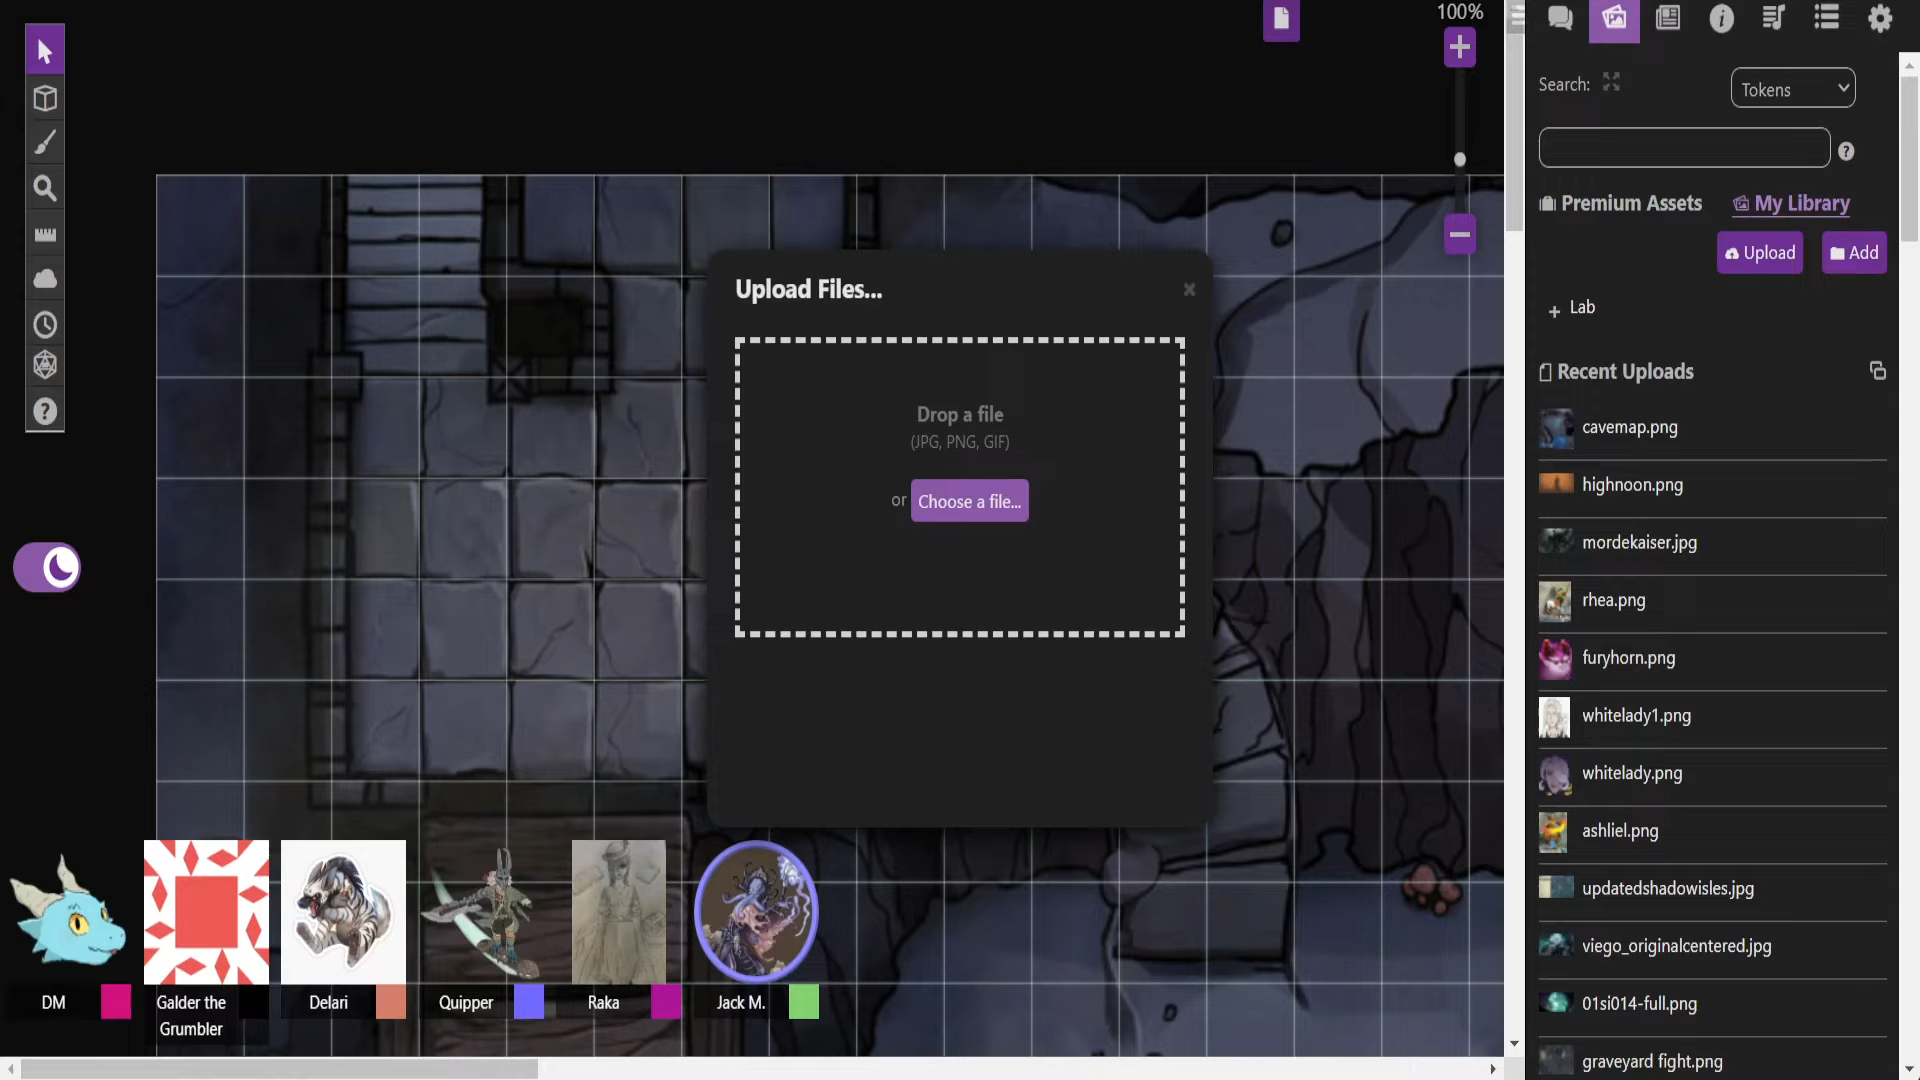 100%
Search:
Tokens
?
Premium Assets
My Library
Upload
Add
+ Lab
Recent Uploads
cavemap.png
highnoon.png
mordekaiser.jpg
rhea.png
furyhorn.png
whitelady1.png
whitelady.png
ashliel.png
updatedshadowisles.jpg
viego_originalcentered.jpg
01si014-full.png
graveyard fight.png
Upload Files...
×
Drop a file
(JPG, PNG, GIF)
or Choose a file...
?
DM
Galder the
Grumbler
Delari
Quipper
Raka
Jack M.